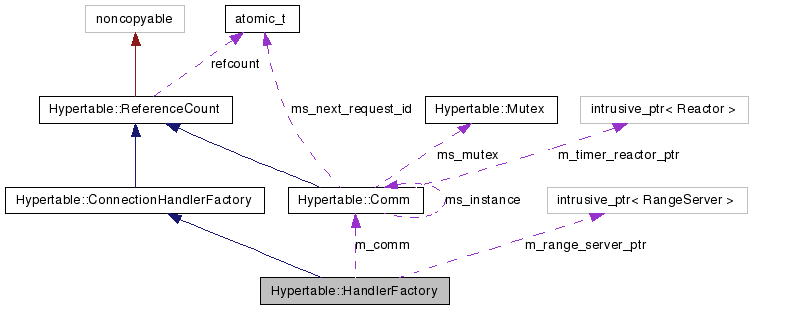 noncopyable
atomic_t
refcount
Hypertable::ReferenceCount
ms_next_request_id
Hypertable::Mutex
intrusive_ptr< Reactor >
ms_mutex
m_timer_reactor_ptr
Hypertable::ConnectionHandlerFactory
Hypertable::Comm
ms_instance
intrusive_ptr< RangeServer >
m_comm
m_range_server_ptr
Hypertable::HandlerFactory